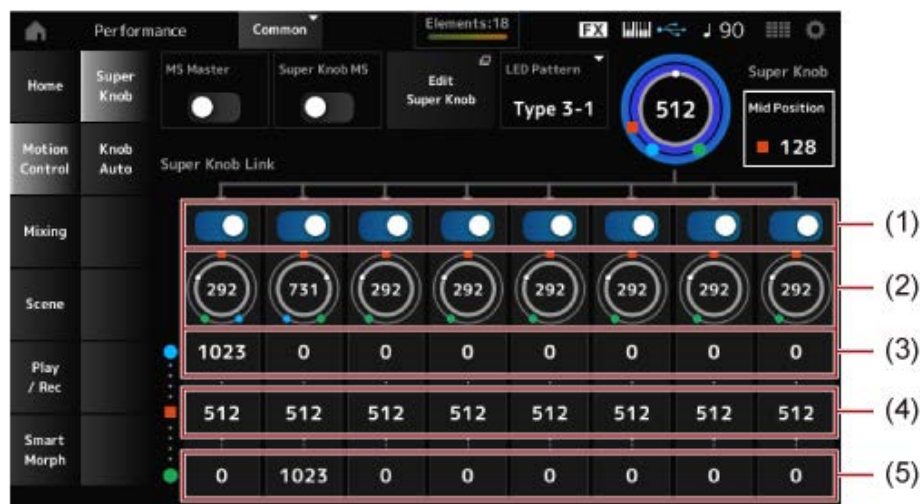 Performance Common Elements:18 FX ♩ 90
Home Super Knob MS Master Super Knob MS Edit Super Knob LED Pattern Type 3-1 512 Super Knob Mid Position 128
Motion Control Knob Auto Super Knob Link
Mixing (1)
Scene 292 731 292 292 292 292 292 292 (2)
Play / Rec 1023 0 0 0 0 0 0 0 (3)
512 512 512 512 512 512 512 512 (4)
Smart Morph 0 1023 0 0 0 0 0 0 (5)